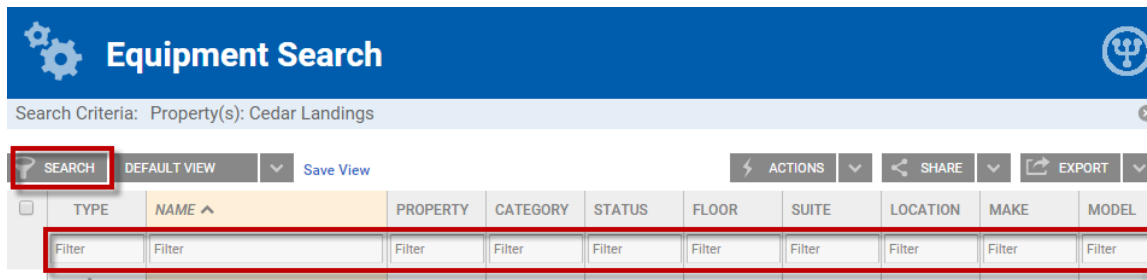 Equipment Search
Search Criteria: Property(s): Cedar Landings
SEARCH DEFAULT VIEW Save View ACTIONS SHARE EXPORT
TYPE NAME PROPERTY CATEGORY STATUS FLOOR SUITE LOCATION MAKE MODEL
Filter Filter Filter Filter Filter Filter Filter Filter Filter Filter